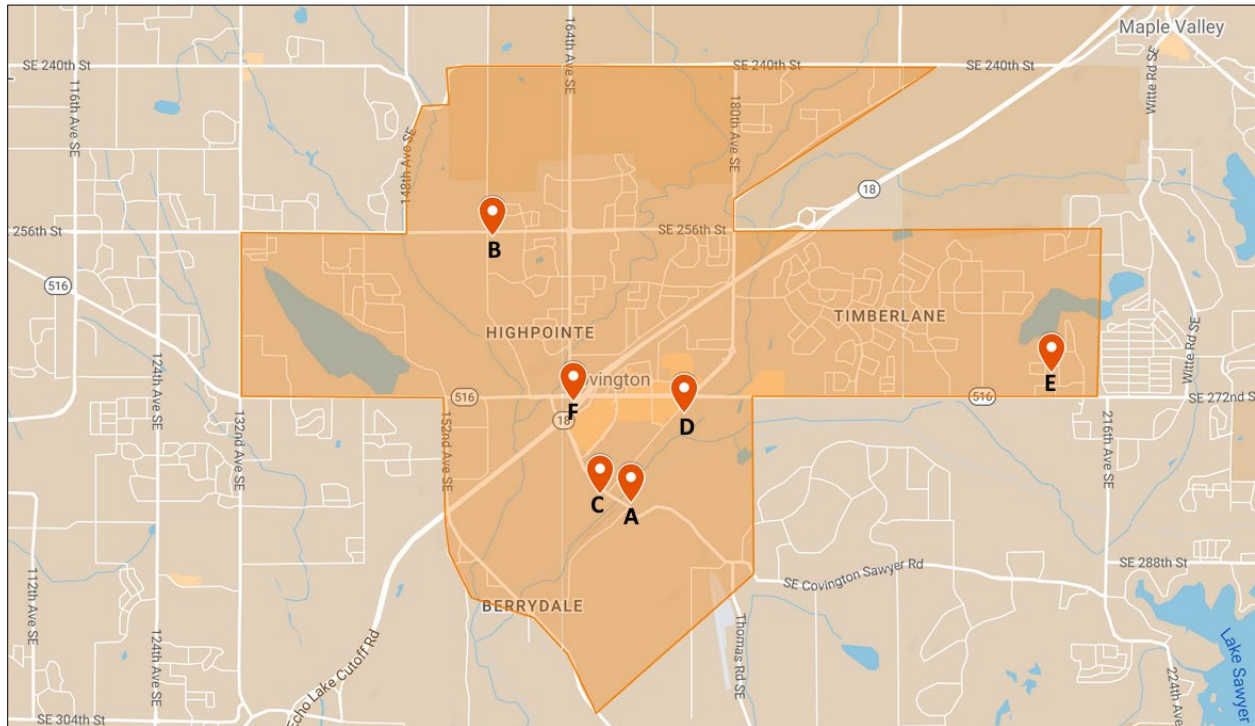 Maple Valley
164th Ave SE
SE 240th St
SE 240th St
SE 240th St
116th Ave SE
180th Ave SE
Witte Rd SE
148th Ave SE
18
B
256th St
SE 256th St
516
124th Ave SE
HIGHPOINTE
TIMBERLANE
Witte Rd SE
E
ovington
516
F
516
SE 272nd S
D
18
132nd Ave SE
152nd Ave SE
216th Ave SE
C
A
SE 288th St
SE Covington Sawyer Rd
BERRYDALE
112th Ave SE
124th Ave SE
Echo Lake Cutoff Rd
Thomas Rd SE
224th Ave SE
Lake Sawyer
SE 304th St